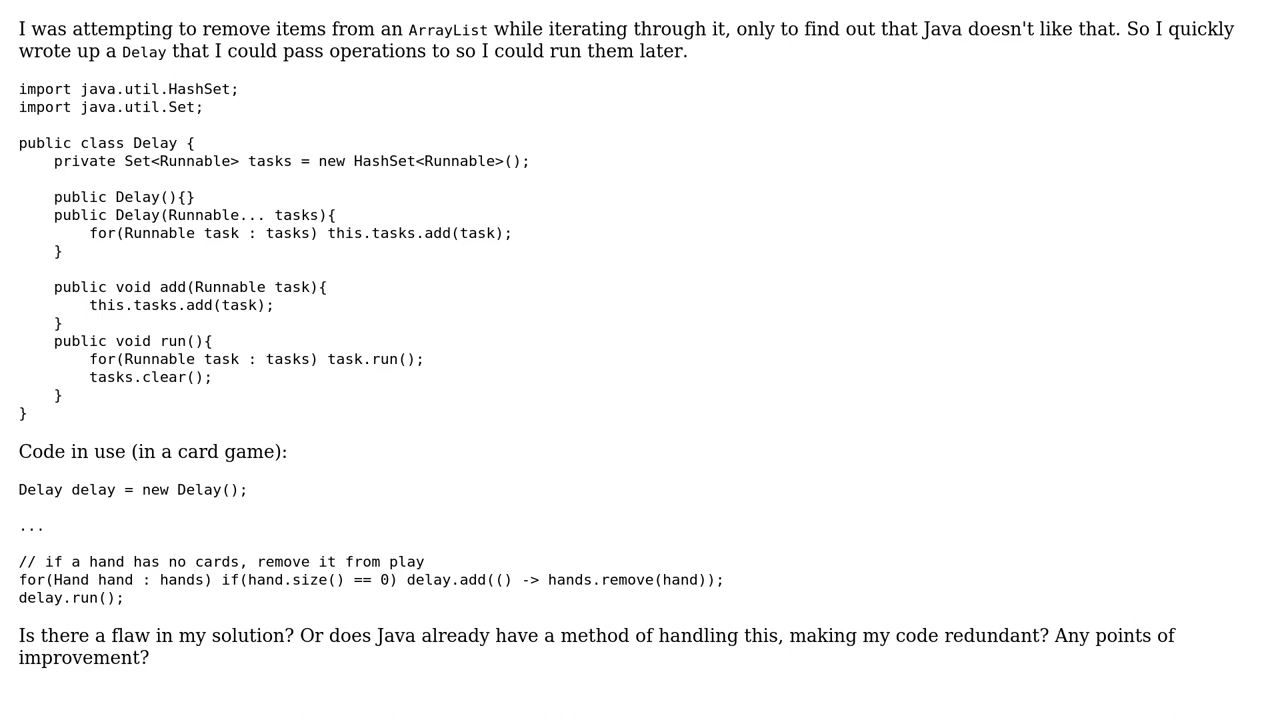 I was attempting to remove items from an ArrayList while iterating through it, only to find out that Java doesn't like that. So I quickly
wrote up a Delay that I could pass operations to so I could run them later.
import java.util.HashSet;
import java.util.Set;
public class Delay {
    private Set<Runnable> tasks = new HashSet<Runnable>();
    public Delay(){}
    public Delay(Runnable... tasks){
        for(Runnable task : tasks) this.tasks.add(task);
    }
    public void add(Runnable task){
        this.tasks.add(task);
    }
    public void run(){
        for(Runnable task : tasks) task.run();
        tasks.clear();
    }
}
Code in use (in a card game):
Delay delay = new Delay();
...
// if a hand has no cards, remove it from play
for(Hand hand : hands) if(hand.size() == 0) delay.add(() -> hands.remove(hand));
delay.run();
Is there a flaw in my solution? Or does Java already have a method of handling this, making my code redundant? Any points of
improvement?